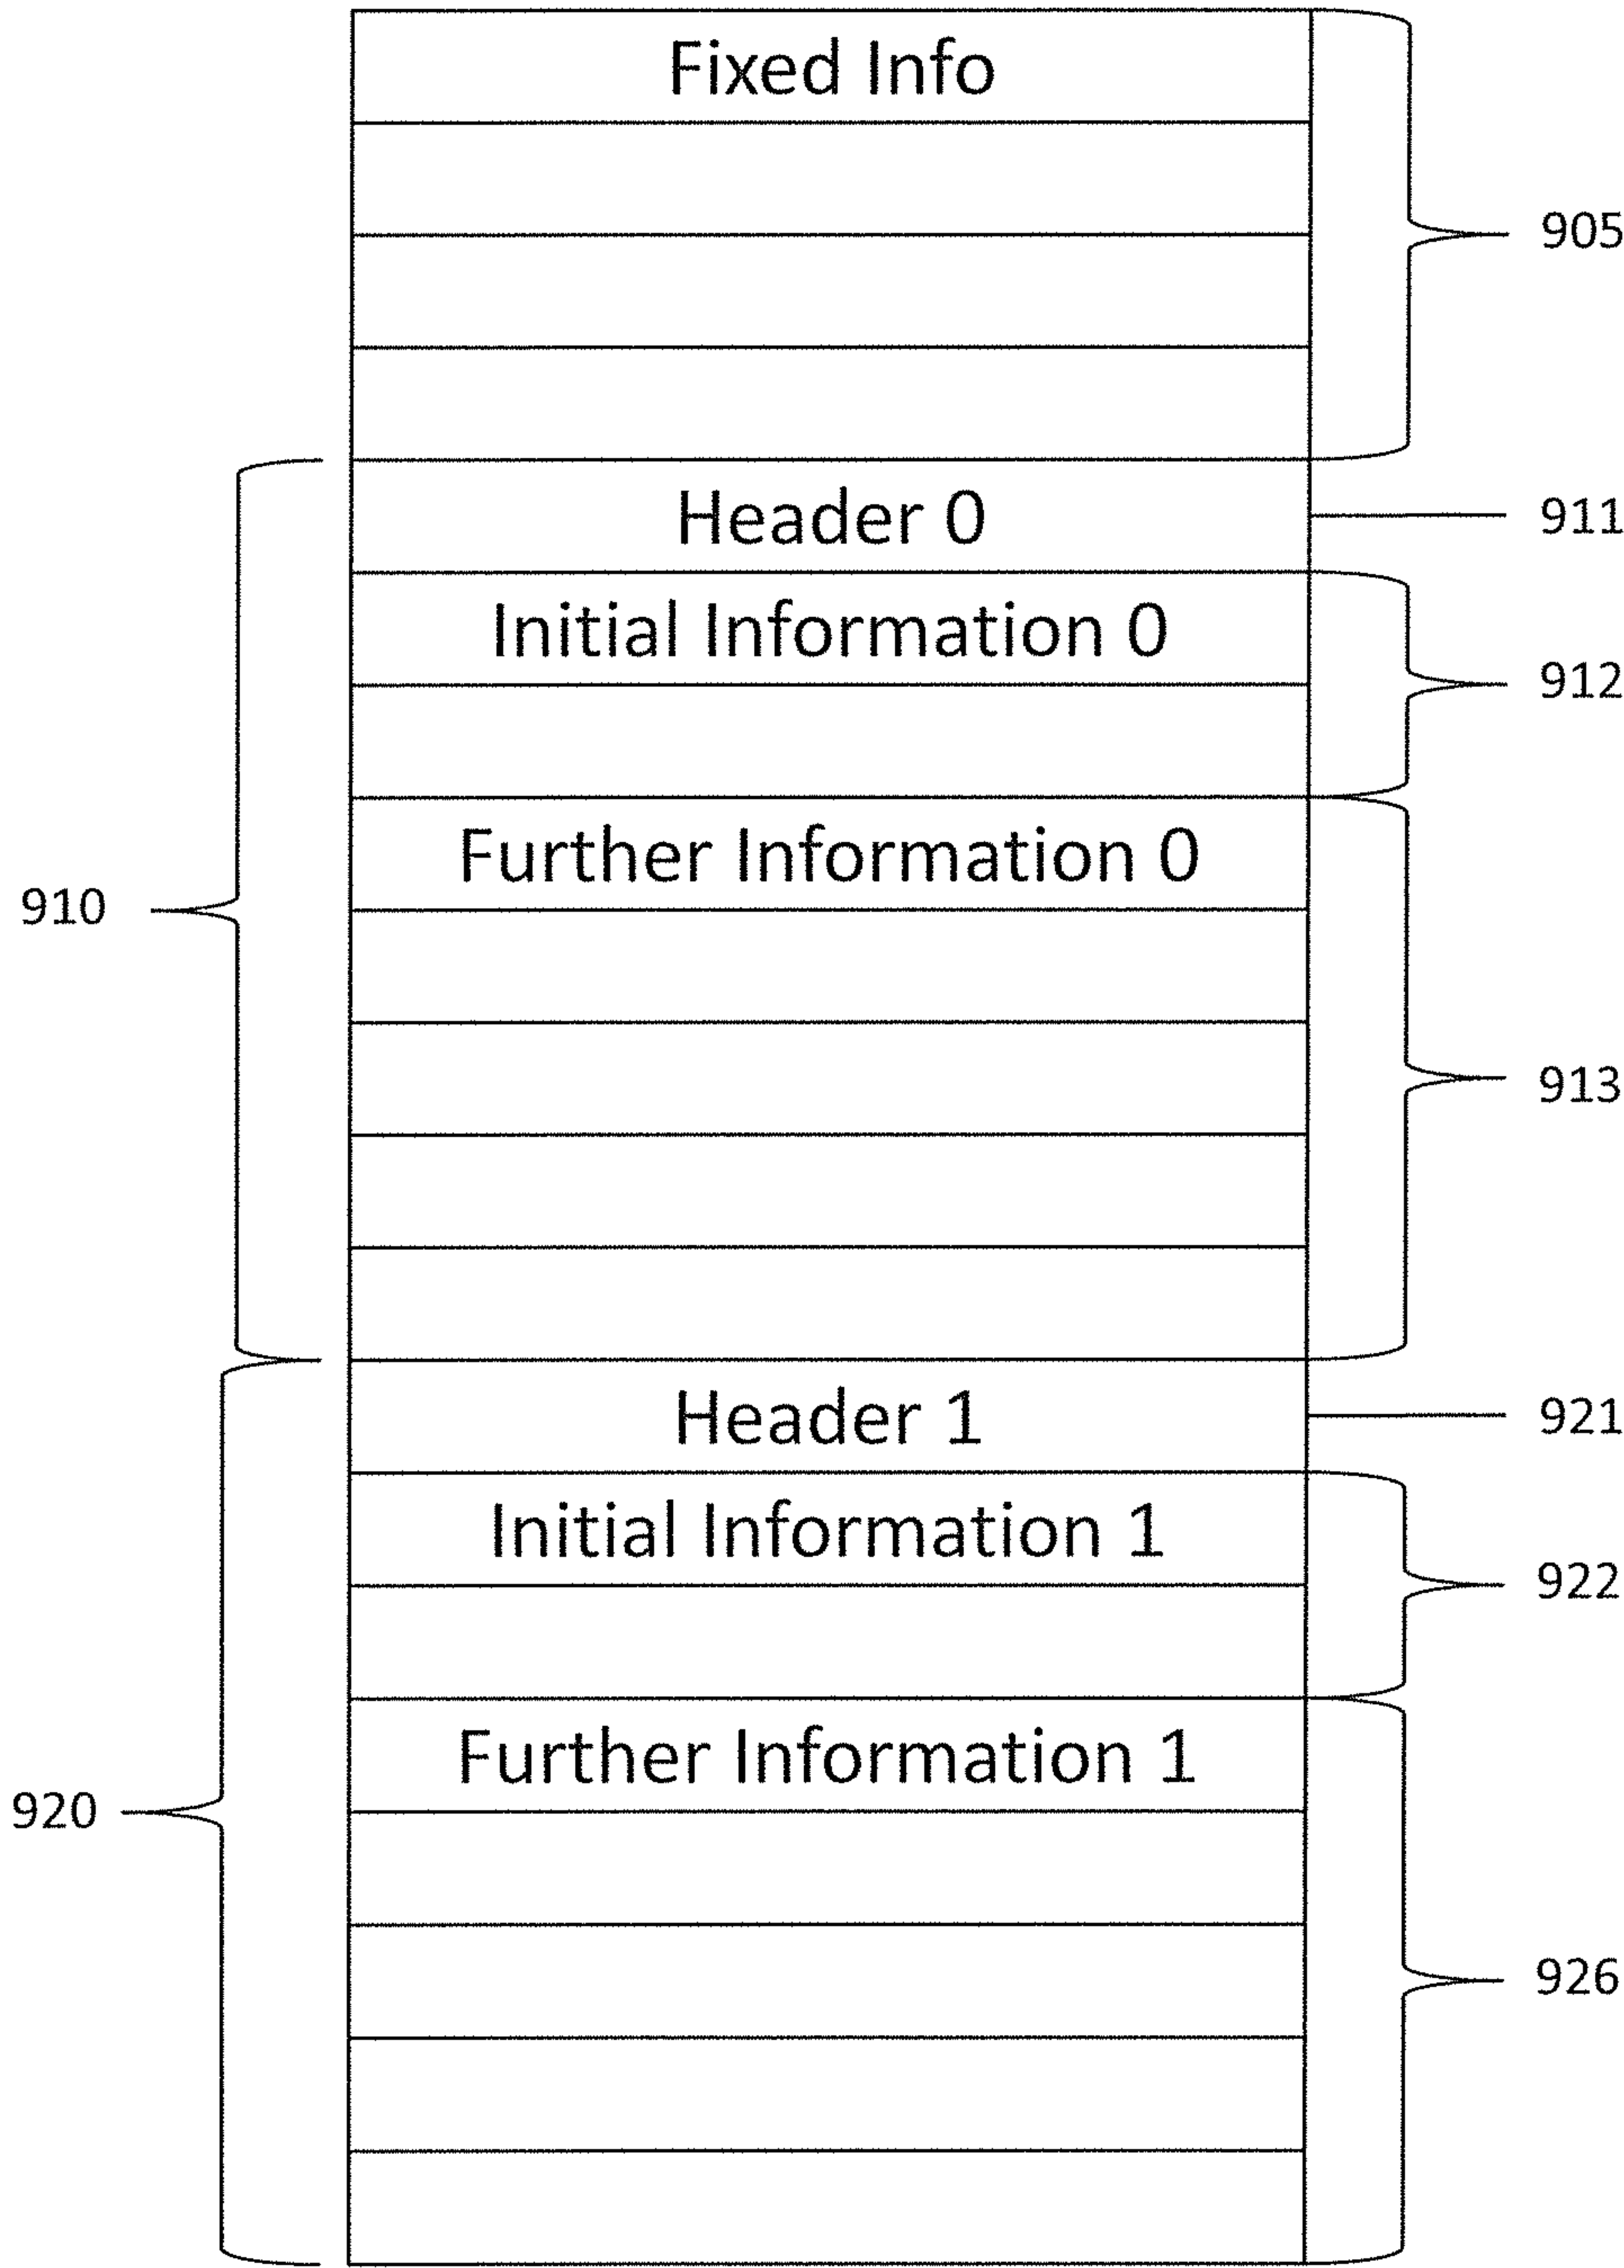 Fixed Info
905
Header 0
911
Initial Information 0
912
Further Information 0
910
913
Header 1
921
Initial Information 1
922
Further Information 1
920
926